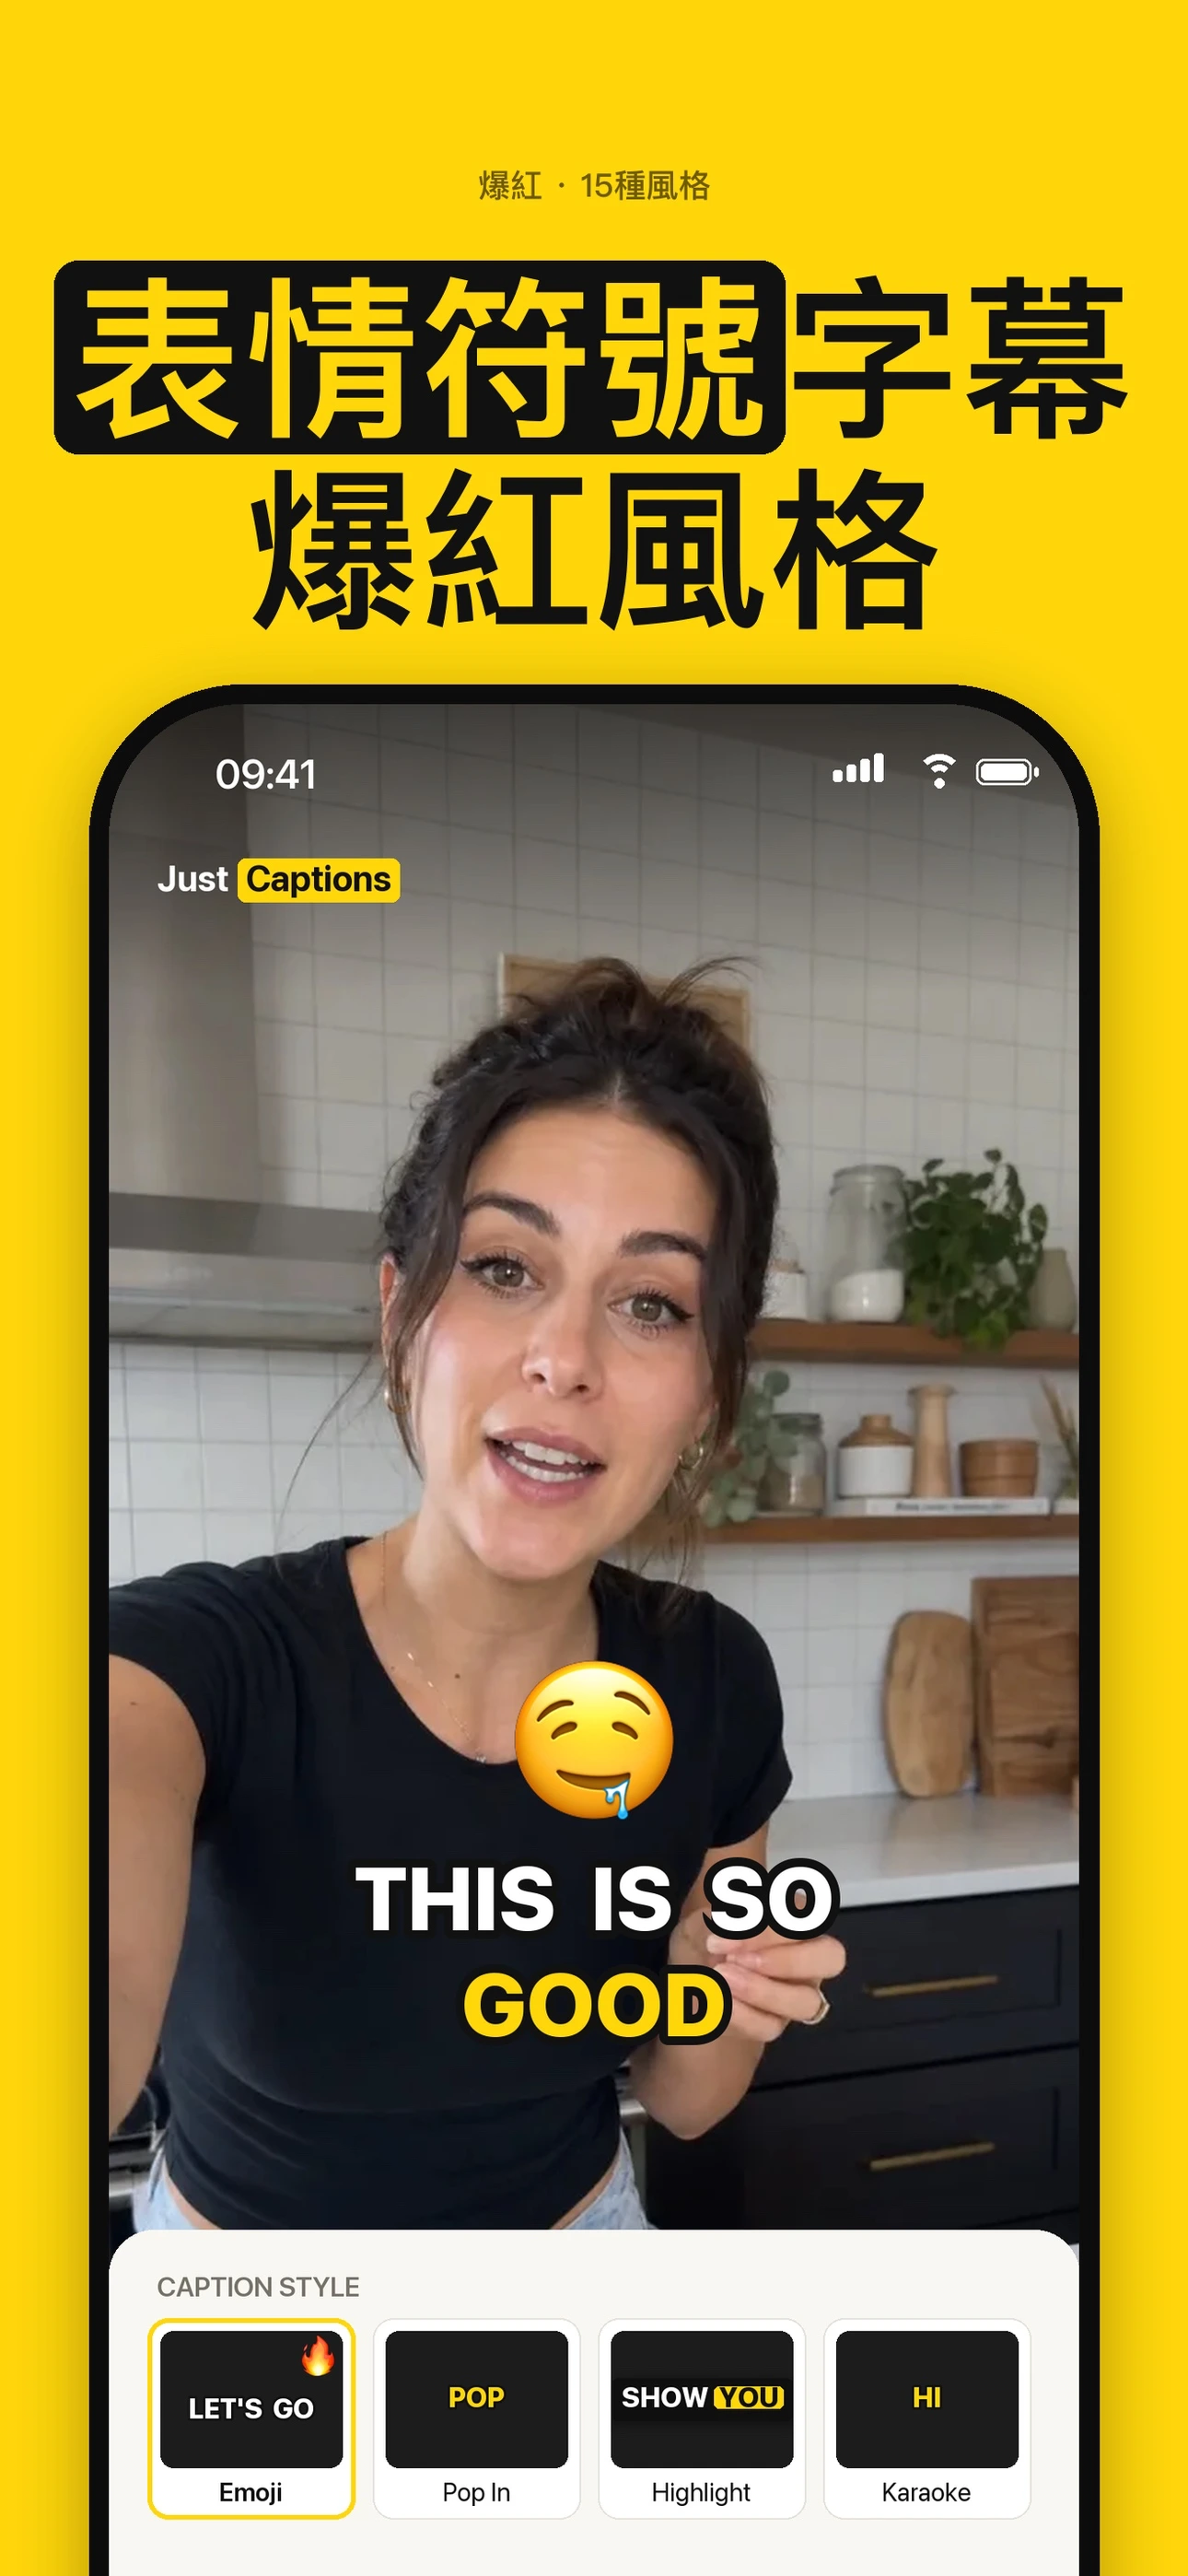 爆紅 · 15種風格
表情符號字幕
爆紅風格
09:41
Just Captions
THIS IS SO
GOOD
CAPTION STYLE
LET'S GO
Emoji
POP
Pop In
SHOW YOU
Highlight
HI
Karaoke